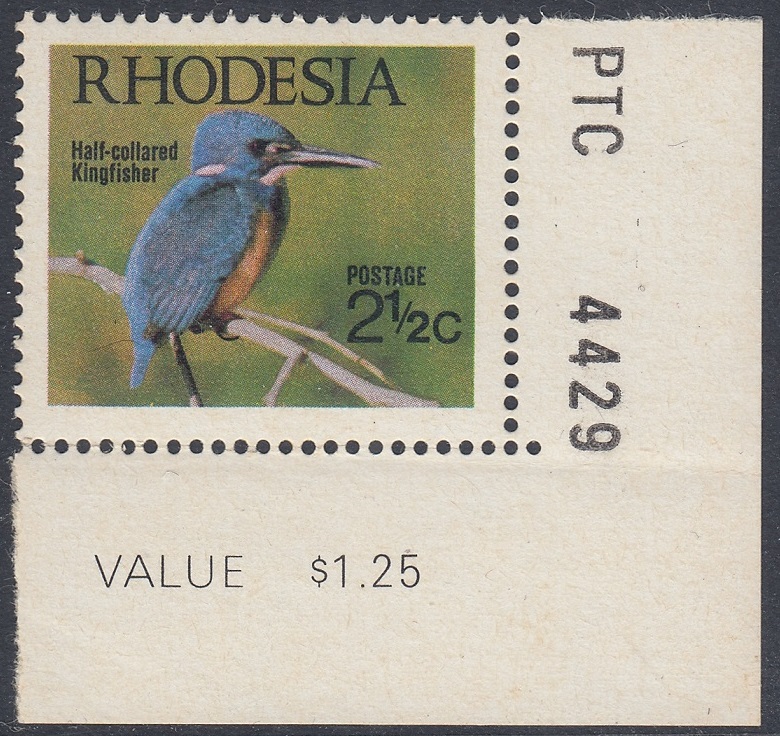 RHODESIA
Half-collared
Kingfisher
POSTAGE
2½C
PTC 4429
VALUE $1.25